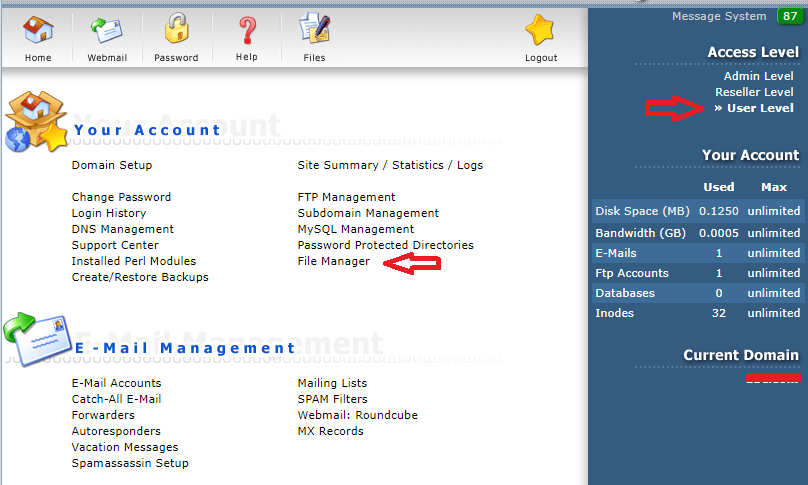 Message System 87
Home Webmail Password Help Files Logout
Access Level
Admin Level
Reseller Level
» User Level
Your Account
Domain Setup Site Summary / Statistics / Logs
Change Password FTP Management
Login History Subdomain Management
DNS Management MySQL Management
Support Center Password Protected Directories
Installed Perl Modules File Manager
Create/Restore Backups
E-Mail Management
E-Mail Accounts Mailing Lists
Catch-All E-Mail SPAM Filters
Forwarders Webmail: Roundcube
Autoresponders MX Records
Vacation Messages
Spamassassin Setup
Your Account
Used Max
Disk Space (MB) 0.1250 unlimited
Bandwidth (GB) 0.0005 unlimited
E-Mails 1 unlimited
Ftp Accounts 1 unlimited
Databases 0 unlimited
Inodes 32 unlimited
Current Domain